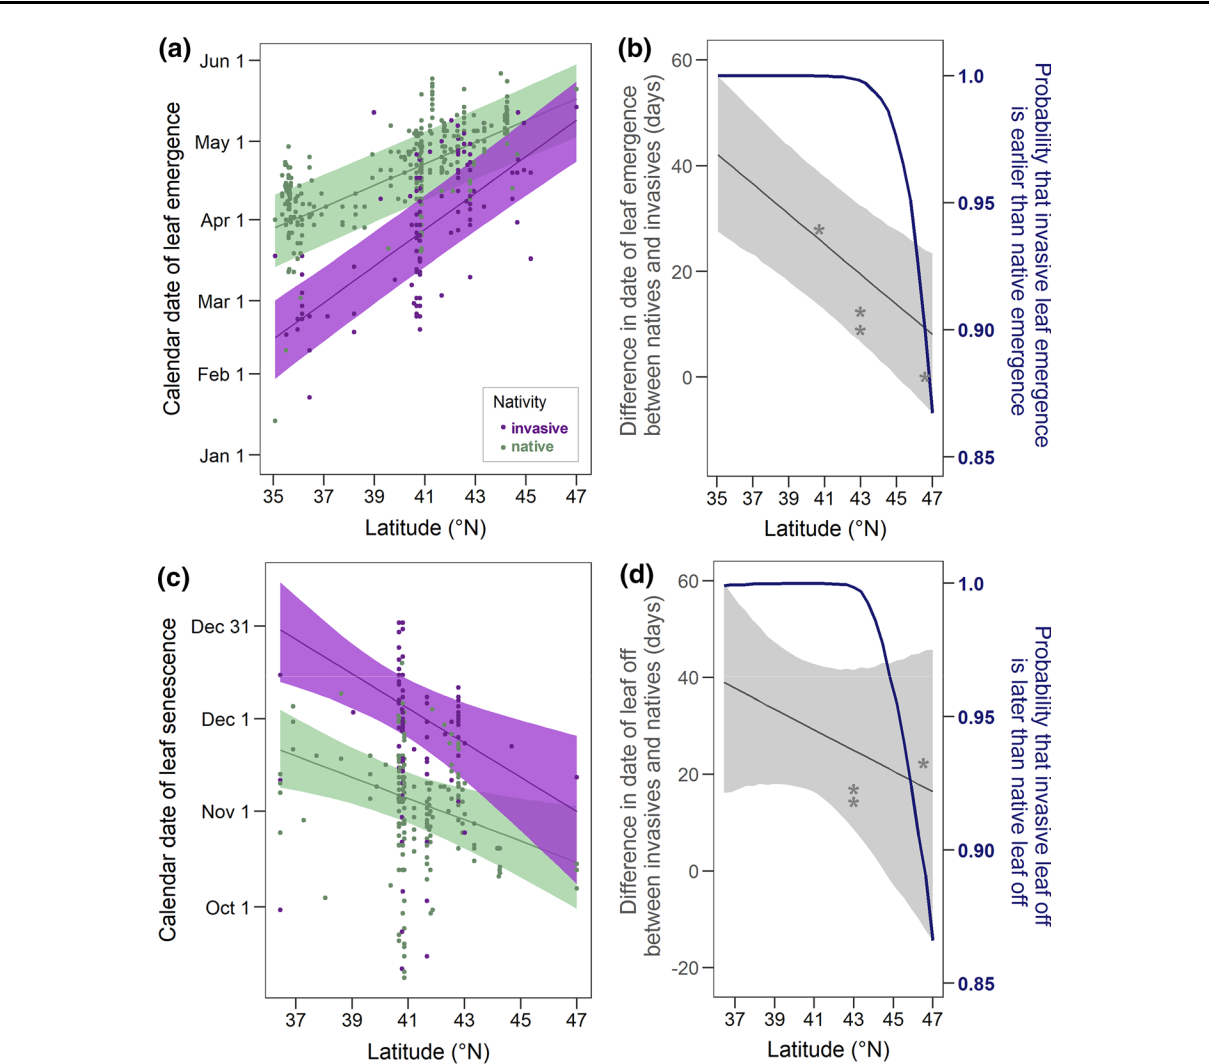 (a)
Calendar date of leaf emergence
Jun 1
May 1
Apr 1
Mar 1
Feb 1
Jan 1
Nativity
invasive
native
35 37 39 41 43 45 47
Latitude (°N)
(b)
Difference in date of leaf emergence
between natives and invasives (days)
60
40
20
0
*
*
*
*
1.0
0.95
0.90
0.85
Probability that invasive leaf emergence
is earlier than native emergence
35 37 39 41 43 45 47
Latitude (°N)
(c)
Calendar date of leaf senescence
Dec 31
Dec 1
Nov 1
Oct 1
37 39 41 43 45 47
Latitude (°N)
(d)
Difference in date of leaf off
between invasives and natives (days)
60
40
20
0
-20
*
*
*
1.0
0.95
0.90
0.85
Probability that invasive leaf off
is later than native leaf off
37 39 41 43 45 47
Latitude (°N)